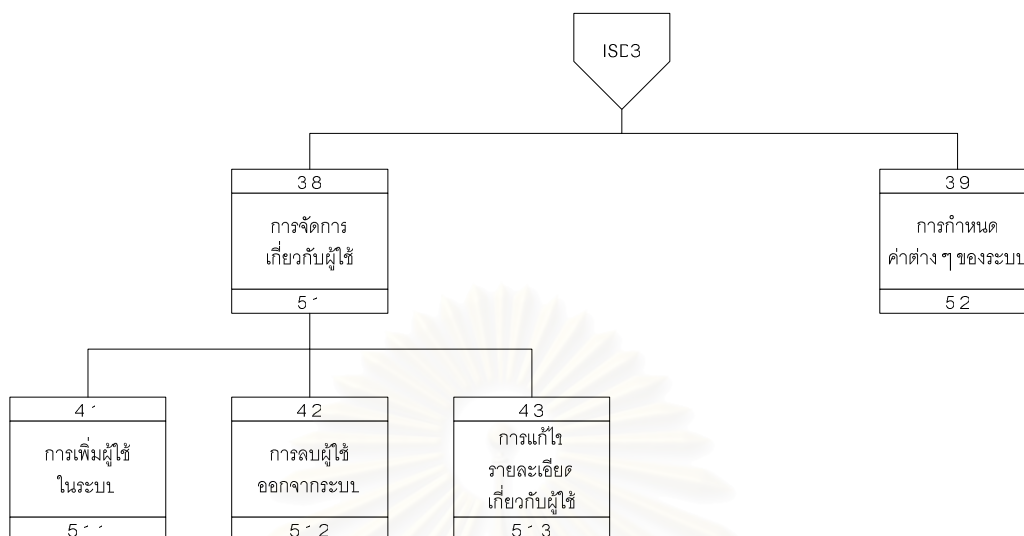 ISD3
38
การจัดการ
เกี่ยวกับผู้ใช้
51
39
การกำหนด
ค่าต่าง ๆ ของระบบ
52
41
การเพิ่มผู้ใช้
ในระบบ
511
42
การลบผู้ใช้
ออกจากระบบ
512
43
การแก้ไข
รายละเอียด
เกี่ยวกับผู้ใช้
513